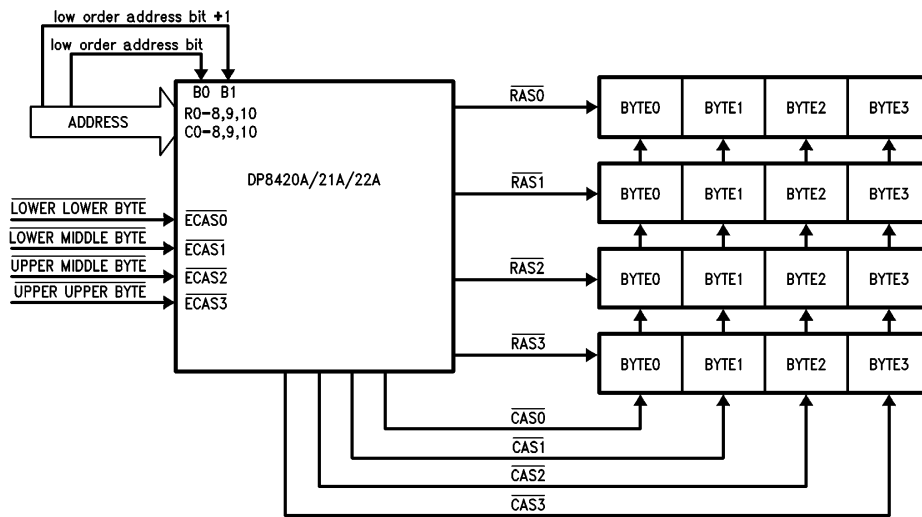 low order address bit +1
low order address bit
B0 B1
R0-8,9,10
C0-8,9,10
ADDRESS
DP8420A/21A/22A
LOWER LOWER BYTE
LOWER MIDDLE BYTE
UPPER MIDDLE BYTE
UPPER UPPER BYTE
ECAS0
ECAS1
ECAS2
ECAS3
RAS0
BYTE0 BYTE1 BYTE2 BYTE3
RAS1
BYTE0 BYTE1 BYTE2 BYTE3
RAS2
BYTE0 BYTE1 BYTE2 BYTE3
RAS3
BYTE0 BYTE1 BYTE2 BYTE3
CAS0
CAS1
CAS2
CAS3